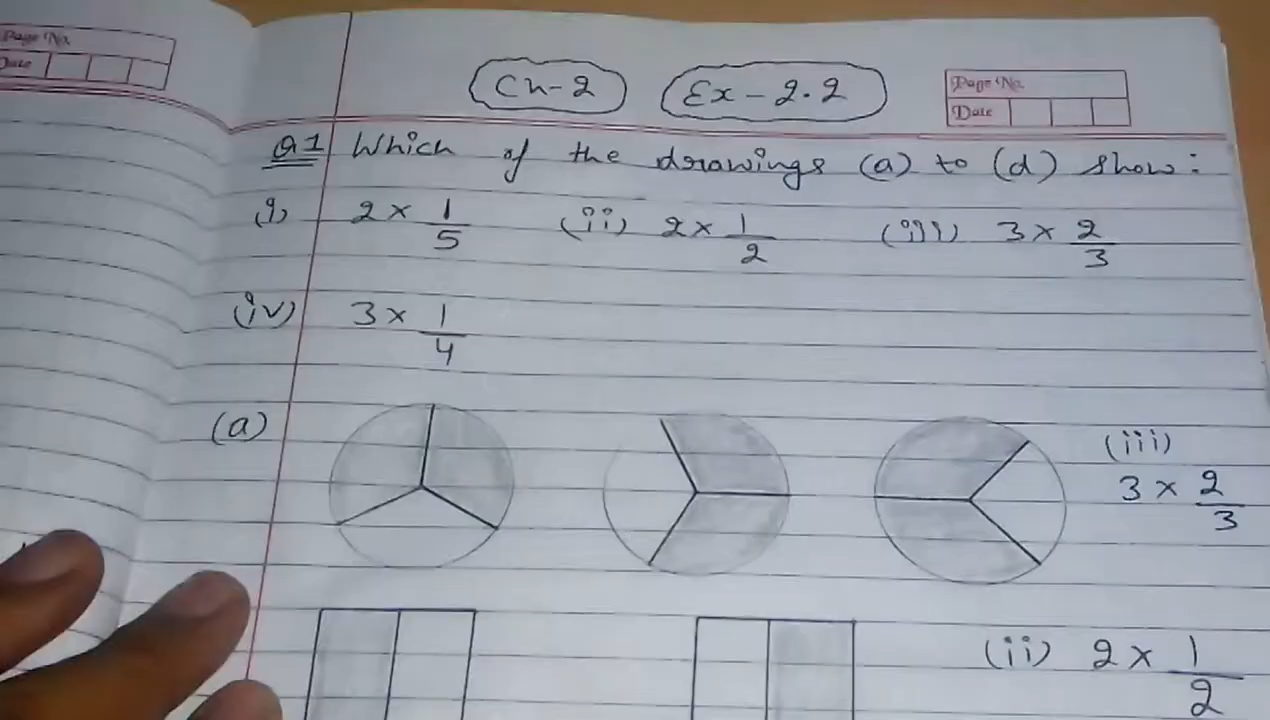 Page No.
Date
Ch-2 Ex-2.2
Page No.
Date
Q1 Which of the drawings (a) to (d) show:
(i) 2 × 1/5 (ii) 2 × 1/2 (iii) 3 × 2/3
(iv) 3 × 1/4
(a)
(iii)
3 × 2/3
(ii) 2 × 1/2